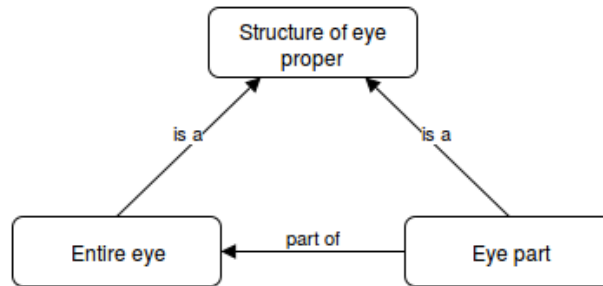 Structure of eye
proper
is a
is a
Entire eye
part of
Eye part